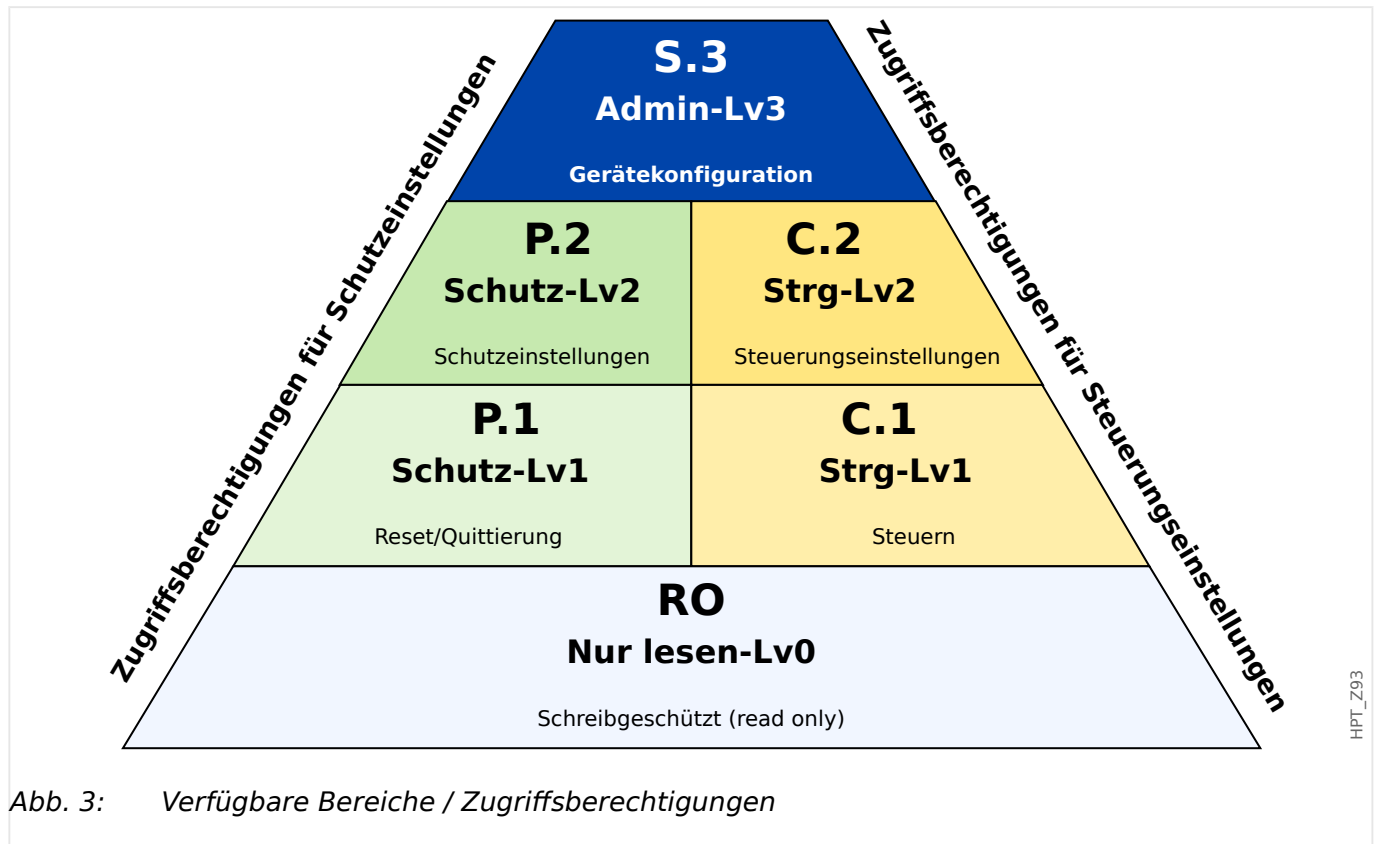 Zugriffsberechtigungen für Schutzeinstellungen
Zugriffsberechtigungen für Steuerungseinstellungen
S.3
Admin-Lv3
Gerätekonfiguration
P.2
Schutz-Lv2
Schutzeinstellungen
C.2
Strg-Lv2
Steuerungseinstellungen
P.1
Schutz-Lv1
Reset/Quittierung
C.1
Strg-Lv1
Steuern
RO
Nur lesen-Lv0
Schreibgeschützt (read only)
HPT_Z93
Abb. 3: Verfügbare Bereiche / Zugriffsberechtigungen